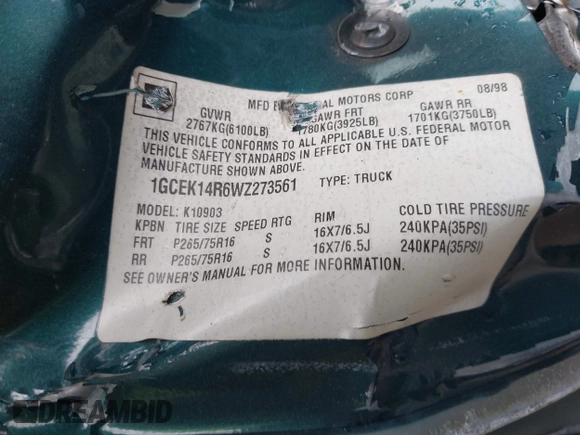 MFD B AL MOTORS CORP 08/98
GVWR GAWR FRT GAWR RR
2767KG(6100LB) 1780KG(3925LB) 1701KG(3750LB)
THIS VEHICLE CONFORMS TO ALL APPLICABLE U.S. FEDERAL MOTOR
VEHICLE SAFETY STANDARDS IN EFFECT ON THE DATE OF
MANUFACTURE SHOWN ABOVE.
1GCEK14R6WZ273561 TYPE: TRUCK
MODEL: K10903
KPBN TIRE SIZE SPEED RTG RIM COLD TIRE PRESSURE
FRT P265/75R16 S 16X7/6.5J 240KPA(35PSI)
RR P265/75R16 S 16X7/6.5J 240KPA(35PSI)
SEE OWNER'S MANUAL FOR MORE INFORMATION.
DREAMBID